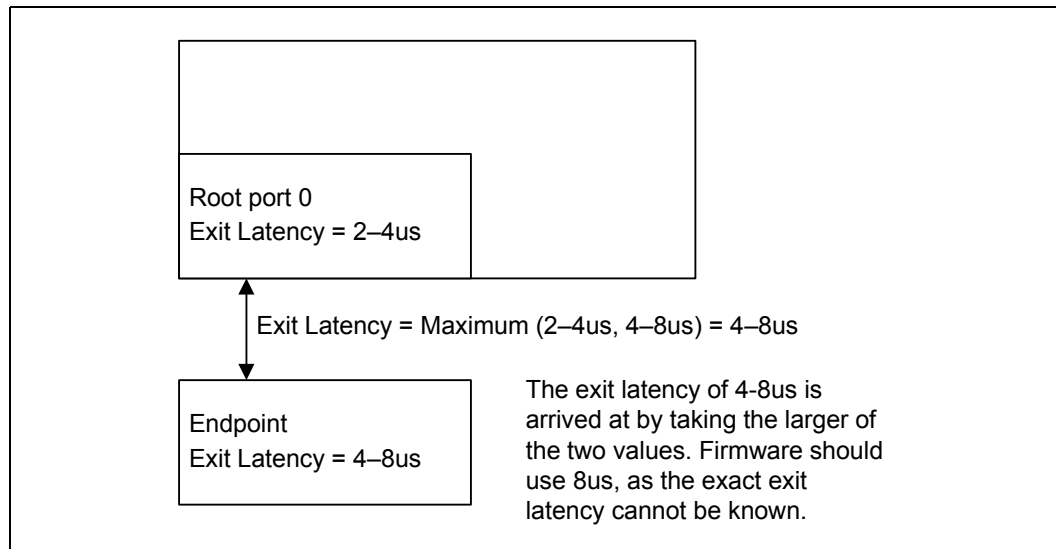 Root port 0
Exit Latency = 2–4us
Exit Latency = Maximum (2–4us, 4–8us) = 4–8us
Endpoint
Exit Latency = 4–8us
The exit latency of 4-8us is
arrived at by taking the larger of
the two values. Firmware should
use 8us, as the exact exit
latency cannot be known.